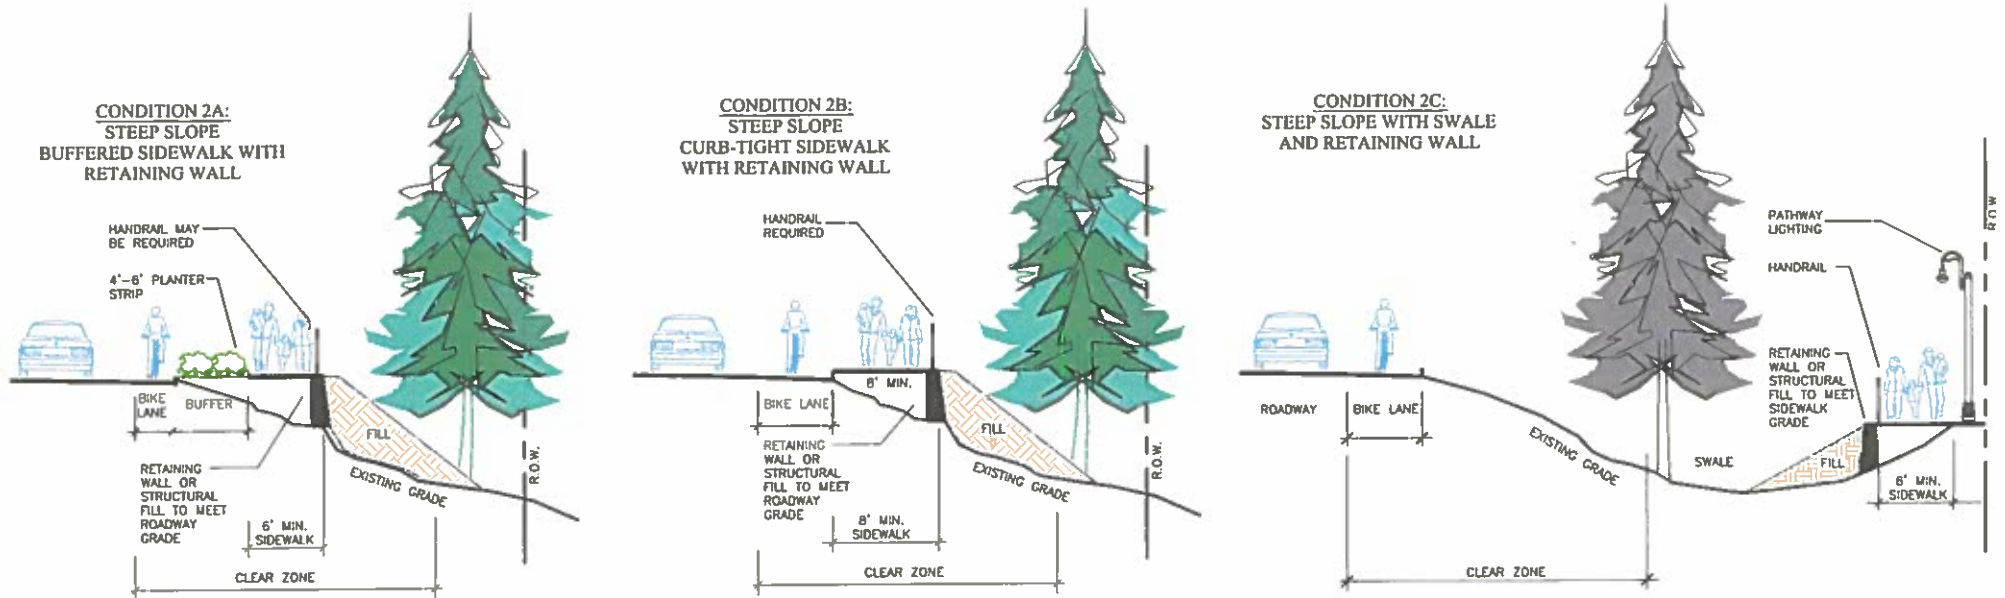 CONDITION 2A:
STEEP SLOPE
BUFFERED SIDEWALK WITH
RETAINING WALL
HANDRAIL MAY
BE REQUIRED
4'-6' PLANTER
STRIP
BIKE
LANE
BUFFER
FILL
EXISTING GRADE
R.O.W.
RETAINING
WALL OR
STRUCTURAL
FILL TO MEET
ROADWAY
GRADE
6' MIN.
SIDEWALK
CLEAR ZONE
CONDITION 2B:
STEEP SLOPE
CURB-TIGHT SIDEWALK
WITH RETAINING WALL
HANDRAIL
REQUIRED
8' MIN.
BIKE LANE
FILL
EXISTING GRADE
R.O.W.
RETAINING
WALL OR
STRUCTURAL
FILL TO MEET
ROADWAY
GRADE
8' MIN.
SIDEWALK
CLEAR ZONE
CONDITION 2C:
STEEP SLOPE WITH SWALE
AND RETAINING WALL
R.O.W.
PATHWAY
LIGHTING
HANDRAIL
RETAINING
WALL OR
STRUCTURAL
FILL TO MEET
SIDEWALK
GRADE
ROADWAY
BIKE LANE
EXISTING GRADE
SWALE
FILL
6' MIN.
SIDEWALK
CLEAR ZONE